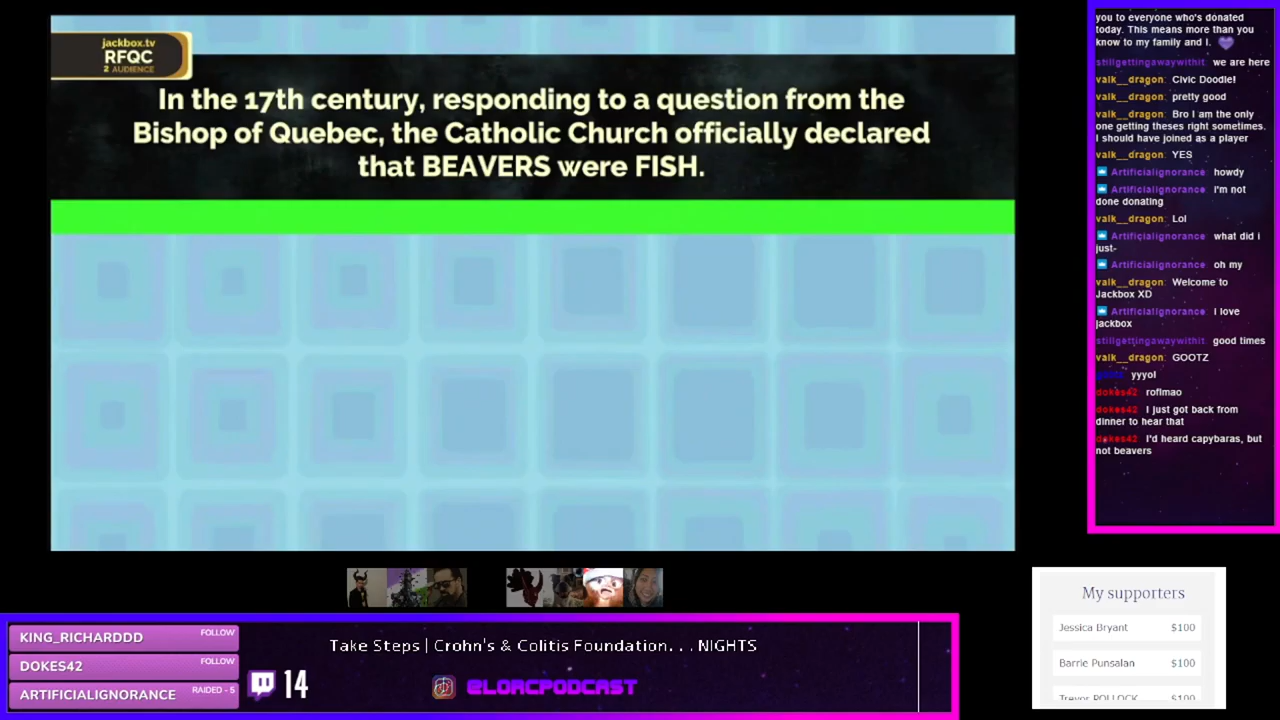 jackbox.tv
RFQC
2 AUDIENCE
In the 17th century, responding to a question from the
Bishop of Quebec, the Catholic Church officially declared
that BEAVERS were FISH.
you to everyone who's donated
today. This means more than you
know to my family and I.
stillgettingawaywithit: we are here
valk__dragon: Civic Doodle!
valk__dragon: pretty good
valk__dragon: Bro I am the only
one getting theses right sometimes.
I should have joined as a player
valk__dragon: YES
Artificialignorance: howdy
Artificialignorance: I'm not
done donating
valk__dragon: Lol
Artificialignorance: what did i
just-
Artificialignorance: oh my
valk__dragon: Welcome to
Jackbox XD
Artificialignorance: I love
jackbox
stillgettingawaywithit: good times
valk__dragon: GOOTZ
yyyo!
dokes42: roflmao
dokes42: I just got back from
dinner to hear that
dokes42: I'd heard capybaras, but
not beavers
KING_RICHARDDD FOLLOW
DOKES42 FOLLOW
ARTIFICIALIGNORANCE RAIDED - 5
14
Take Steps | Crohn's & Colitis Foundation. . . NIGHTS
@LORCPODCAST
My supporters
Jessica Bryant $100
Barrie Punsalan $100
Trevor POLLOCK $100